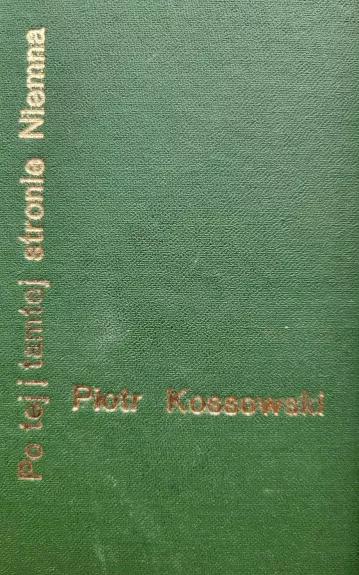 Po tej i tamtej stronie Niemna
Piotr Kossowski